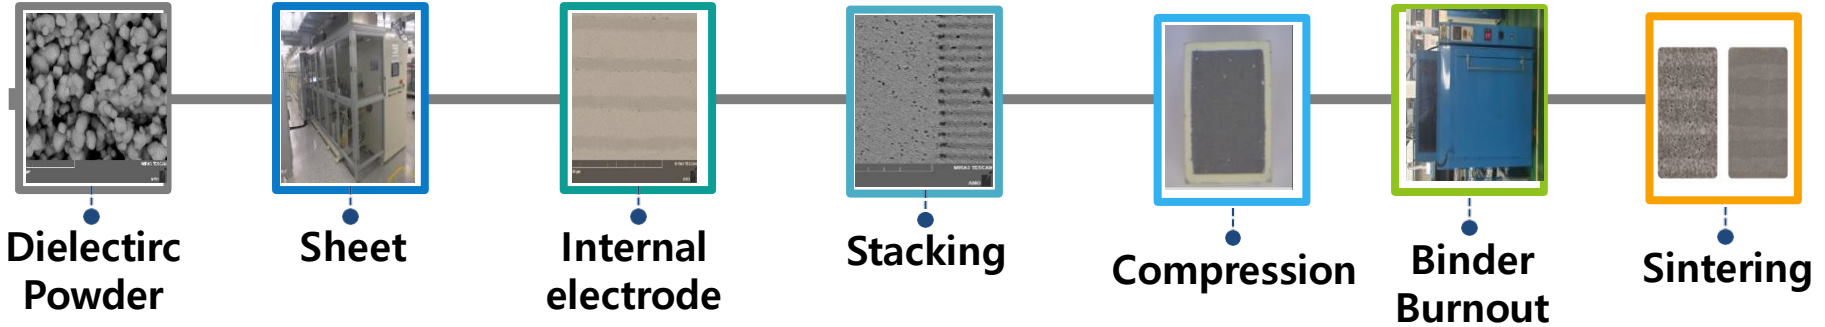 Dielectirc
Powder
Sheet
Internal
electrode
Stacking
Compression
Binder
Burnout
Sintering